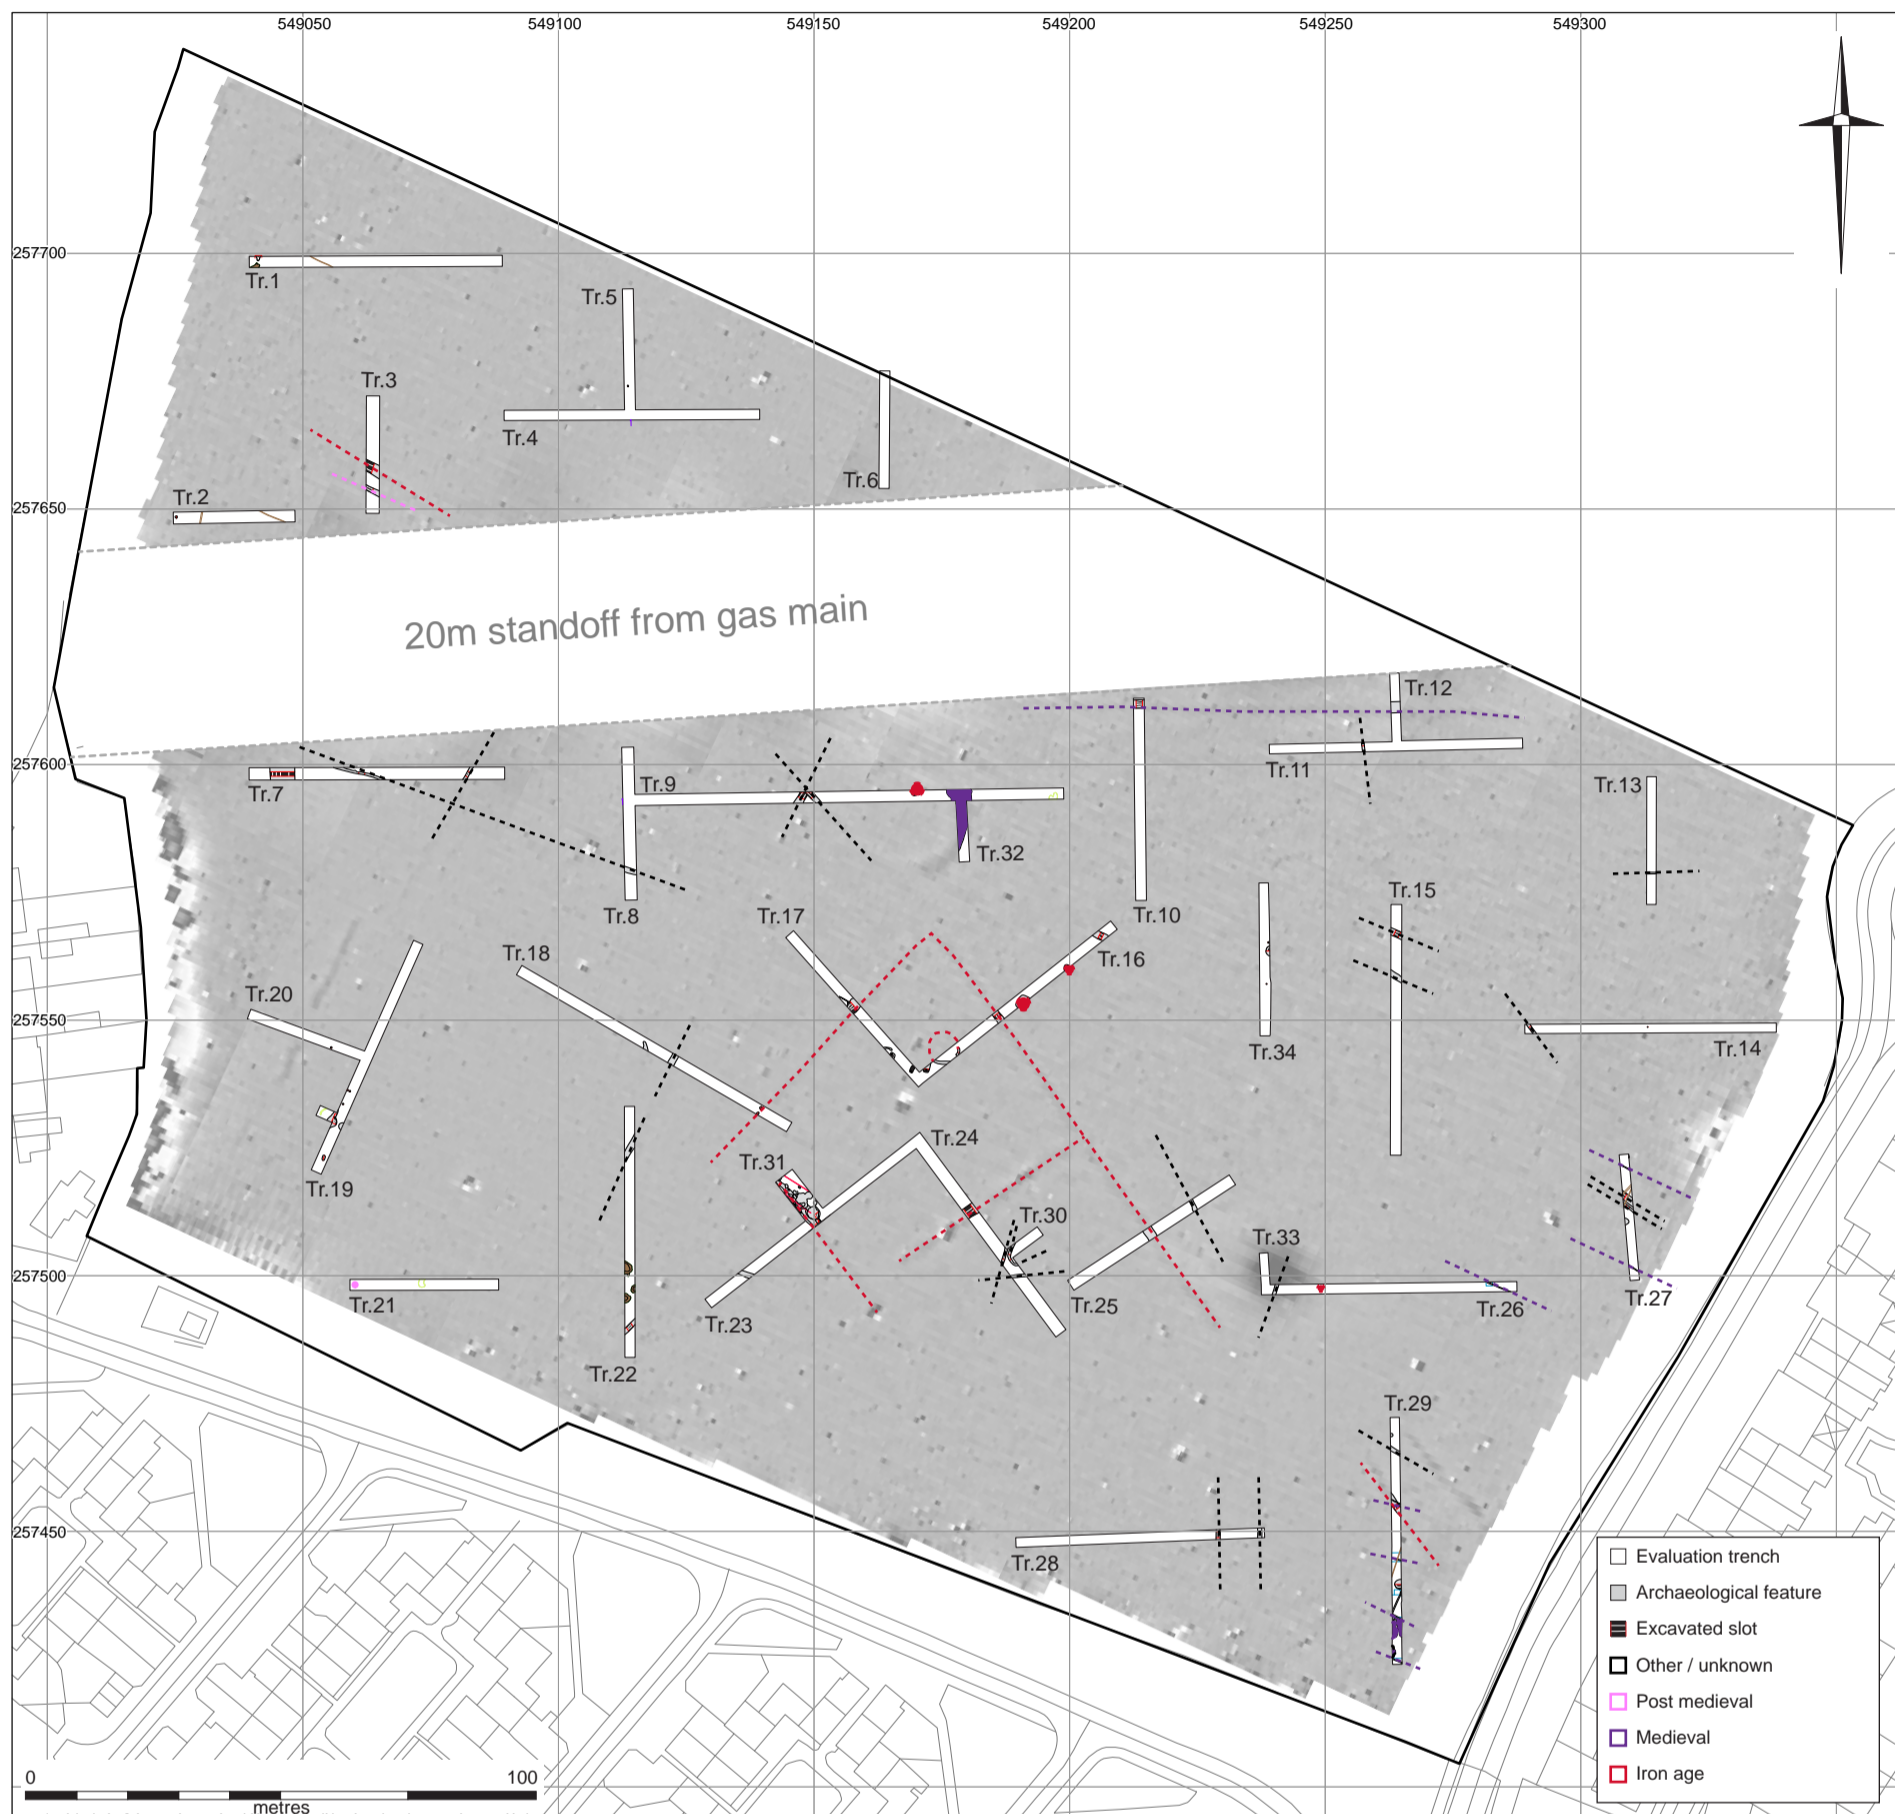 549050 549100 549150 549200 549250 549300
257700
Tr.1
Tr.5
Tr.3
Tr.4
Tr.6
Tr.2
257650
20m standoff from gas main
Tr.12
257600
Tr.7
Tr.9
Tr.11
Tr.13
Tr.32
Tr.8
Tr.17
Tr.10
Tr.15
Tr.18
Tr.16
Tr.20
257550
Tr.34
Tr.14
Tr.24
Tr.31
Tr.19
Tr.30
Tr.33
257500
Tr.21
Tr.23
Tr.25
Tr.26
Tr.27
Tr.22
Tr.29
257450
Tr.28
Evaluation trench
Archaeological feature
Excavated slot
Other / unknown
Post medieval
Medieval
Iron age
0 100
metres